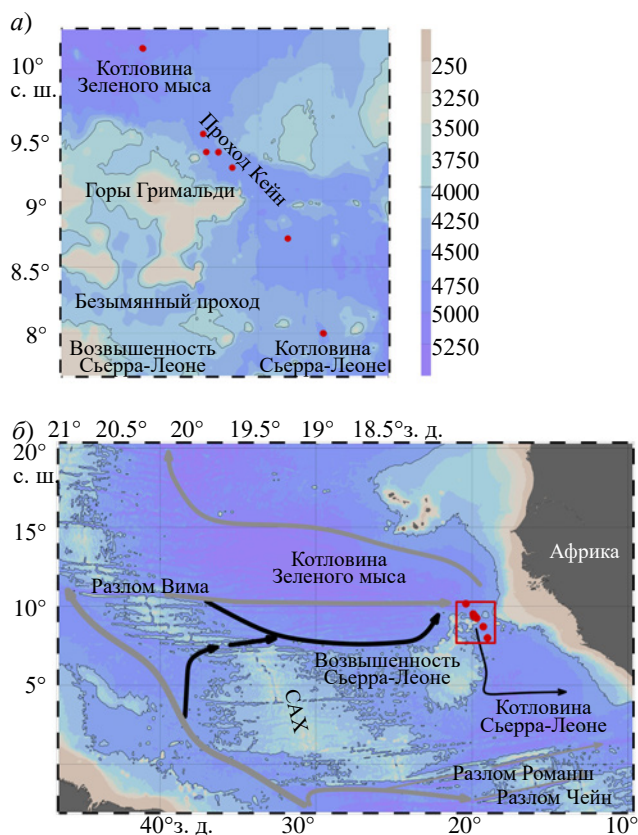 а)
10°
с. ш.
9.5°
9°
8.5°
8°
Котловина
Зеленого мыса
Проход Кейн
Горы Гримальди
Безымянный проход
Возвышенность
Сьерра-Леоне
Котловина
Сьерра-Леоне
250
3250
3500
3750
4000
4250
4500
4750
5000
5250
б) 21° 20.5° 20° 19.5° 19° 18.5°з. д.
20°
с. ш.
15°
10°
5°
Африка
Котловина
Зеленого мыса
Разлом Вима
Возвышенность
Сьерра-Леоне
САХ
Котловина
Сьерра-Леоне
Разлом Романш
Разлом Чейн
40°з. д. 30° 20° 10°